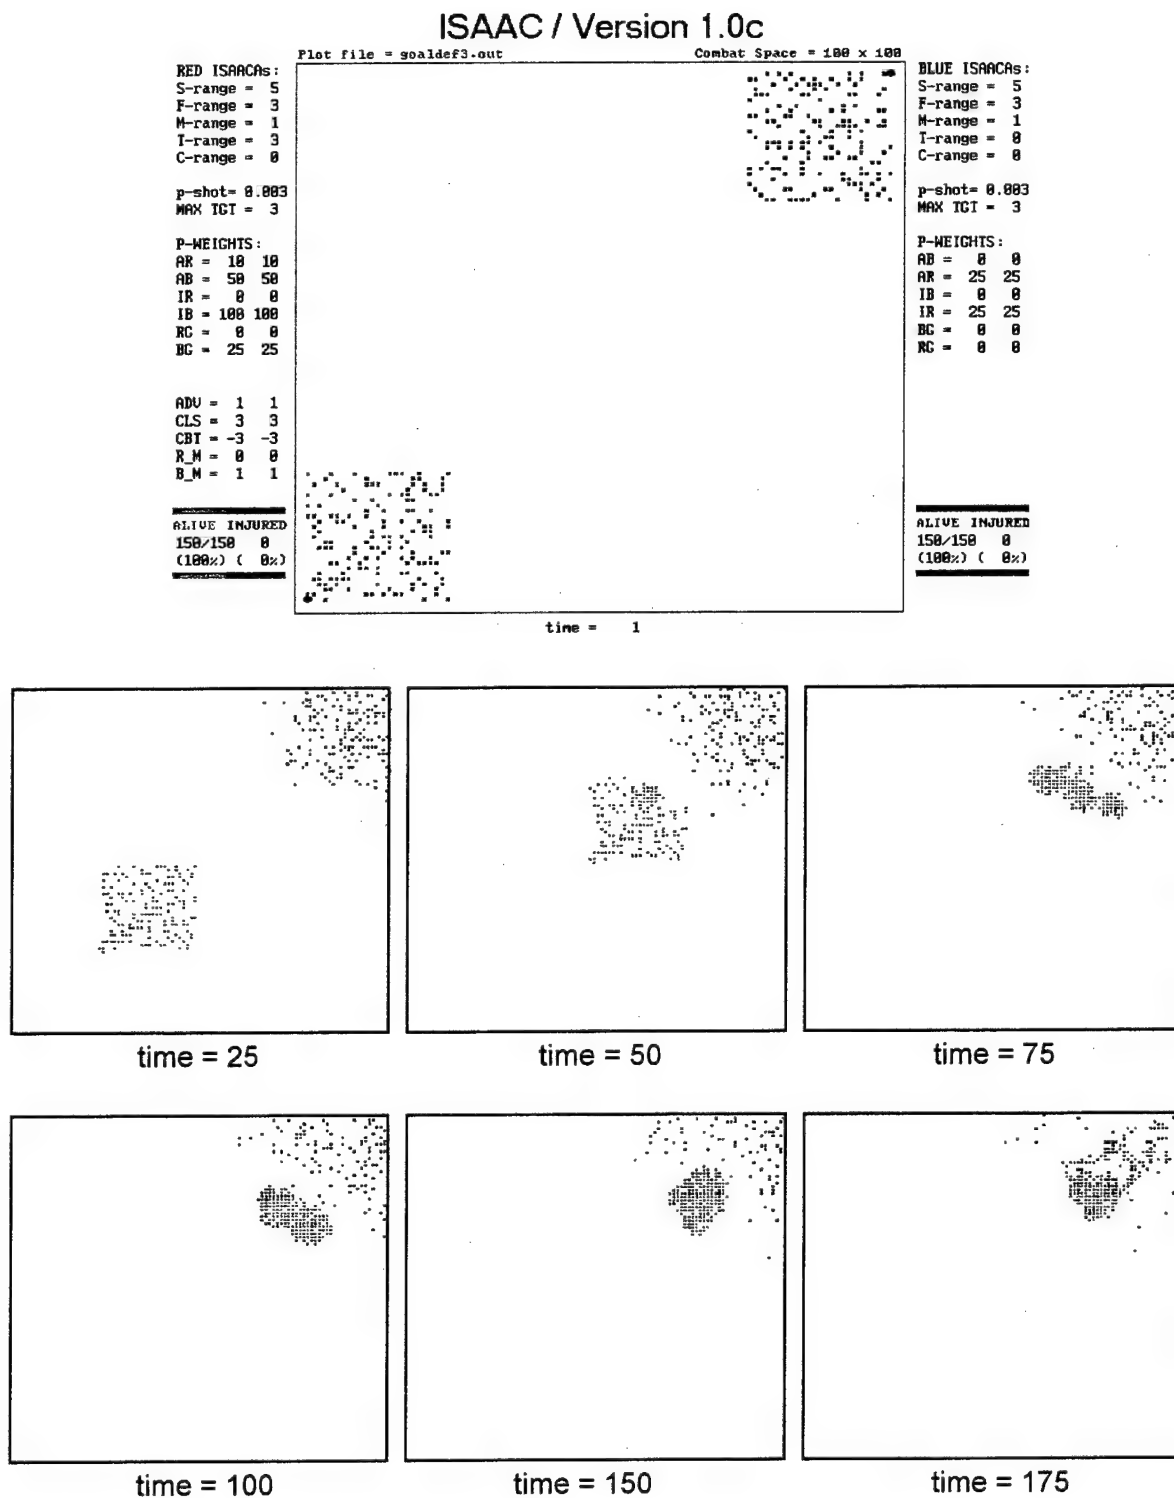 ISAAC / Version 1.0c
Plot file = goaldef3.out Combat Space = 100 x 100
RED ISAACAs:
S-range = 5
F-range = 3
M-range = 1
T-range = 3
C-range = 0
p-shot= 0.003
MAX TGT = 3
P-WEIGHTS:
AR = 10 10
AB = 50 50
IR = 0 0
IB = 100 100
RG = 0 0
BG = 25 25
ADV = 1 1
CLS = 3 3
CBT = -3 -3
R_M = 0 0
B_M = 1 1
ALIVE INJURED
150/150 0
(100%) ( 0%)
BLUE ISAACAs:
S-range = 5
F-range = 3
M-range = 1
T-range = 0
C-range = 0
p-shot= 0.003
MAX TGT = 3
P-WEIGHTS:
AB = 0 0
AR = 25 25
IB = 0 0
IR = 25 25
BG = 0 0
RG = 0 0
ALIVE INJURED
150/150 0
(100%) ( 0%)
time = 1
time = 25
time = 50
time = 75
time = 100
time = 150
time = 175